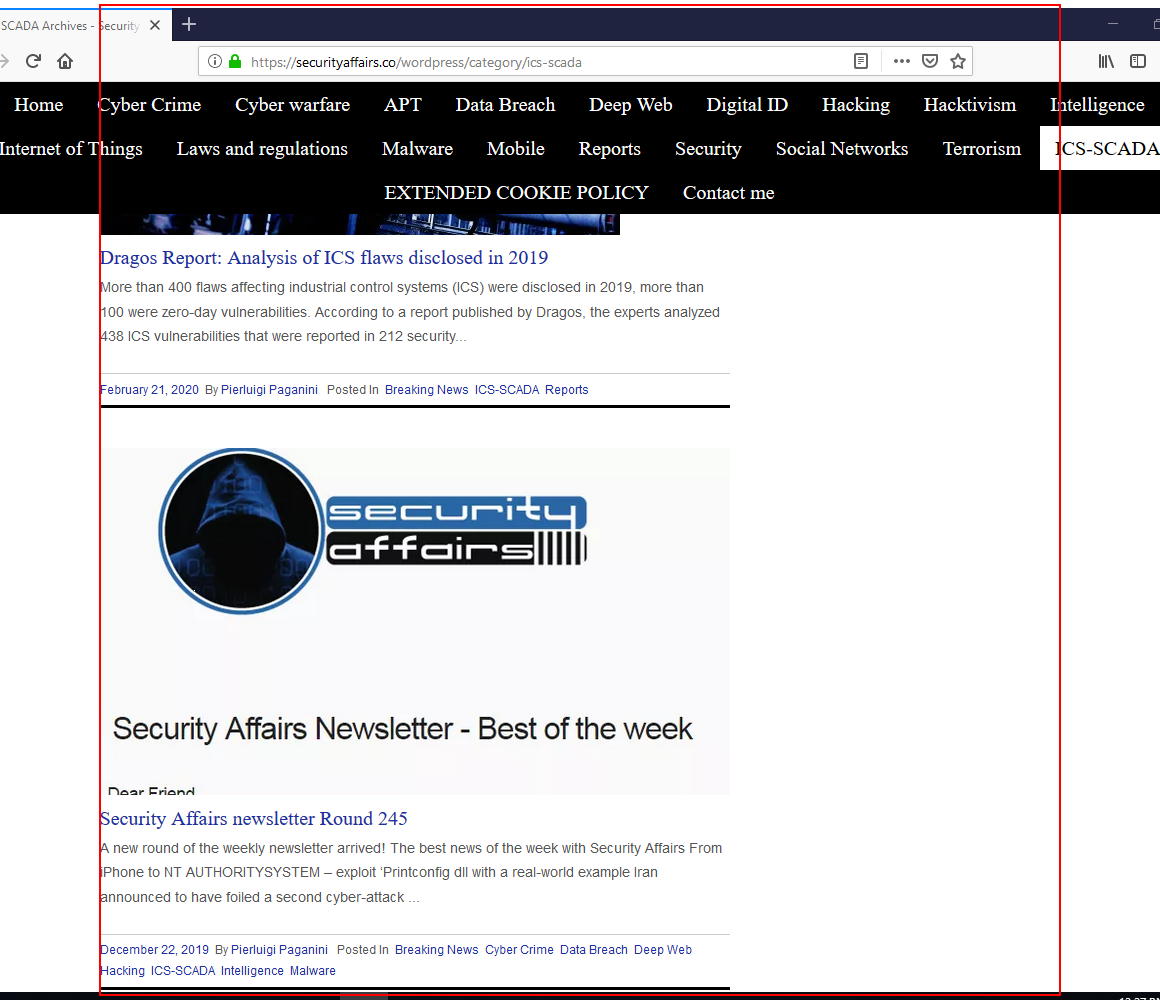 SCADA Archives - Security
https://securityaffairs.co/wordpress/category/ics-scada
Home Cyber Crime Cyber warfare APT Data Breach Deep Web Digital ID Hacking Hacktivism Intelligence
Internet of Things Laws and regulations Malware Mobile Reports Security Social Networks Terrorism ICS-SCADA
EXTENDED COOKIE POLICY Contact me
Dragos Report: Analysis of ICS flaws disclosed in 2019
More than 400 flaws affecting industrial control systems (ICS) were disclosed in 2019, more than
100 were zero-day vulnerabilities. According to a report published by Dragos, the experts analyzed
438 ICS vulnerabilities that were reported in 212 security...
February 21, 2020 By Pierluigi Paganini Posted In Breaking News ICS-SCADA Reports
security
affairs
Security Affairs Newsletter - Best of the week
Dear Friend
Security Affairs newsletter Round 245
A new round of the weekly newsletter arrived! The best news of the week with Security Affairs From
iPhone to NT AUTHORITYSYSTEM – exploit ‘Printconfig dll with a real-world example Iran
announced to have foiled a second cyber-attack ...
December 22, 2019 By Pierluigi Paganini Posted In Breaking News Cyber Crime Data Breach Deep Web
Hacking ICS-SCADA Intelligence Malware